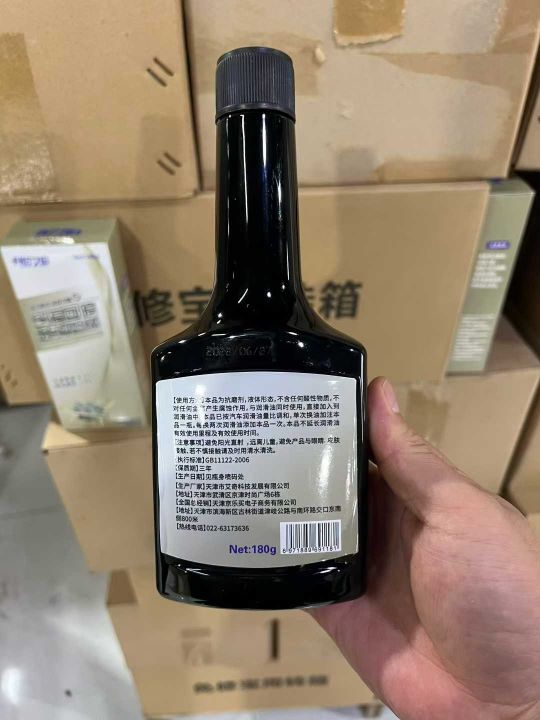 修宝
装箱
2022/06/27
【使用方法】本品为抗磨剂,液体形态,不含任何酸性物质,
不对任何金属产生腐蚀作用,与润滑油同时使用,直接加入到
润滑油中,本品已按汽车润滑油量比调和,单次换油加注本
品一瓶,每换两次润滑油添加本品一次,本品不延长润滑油
有效使用里程及有效使用时间。
【注意事项】避免阳光直射,远离儿童,避免产品与眼睛、皮肤
接触,若不慎接触请及时用清水清洗。
【执行标准】GB11122-2006
【保质期】三年
【生产日期】见瓶身喷码处
【生产厂家】天津市艾奇科技发展有限公司
【地址】天津市武清区京津时尚广场6栋
【全国总经销】天津京乐买电子商务有限公司
【地址】天津市滨海新区古林街道津岐公路与南环路交口东南
侧800米
【热线电话】022-63173636
Net:180g